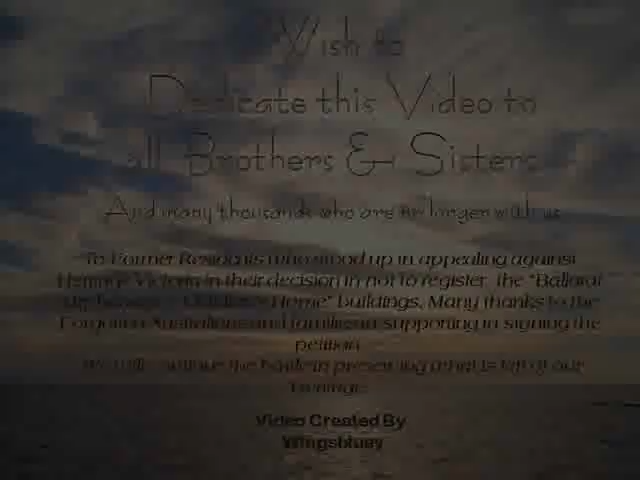 Wish to
Dedicate this Video to
all Brothers & Sisters
And many thousands who are no longer with us
To Former Residents who stood up in appealing against
Heritage Victoria in their decision in not to register, the "Ballarat
Children's Home" buildings. Many thanks to the
Forgotten Australians and families in supporting in signing the
petition
We will continue the battle in preserving what is left of our
heritage
Video Created By
Wingsbluey